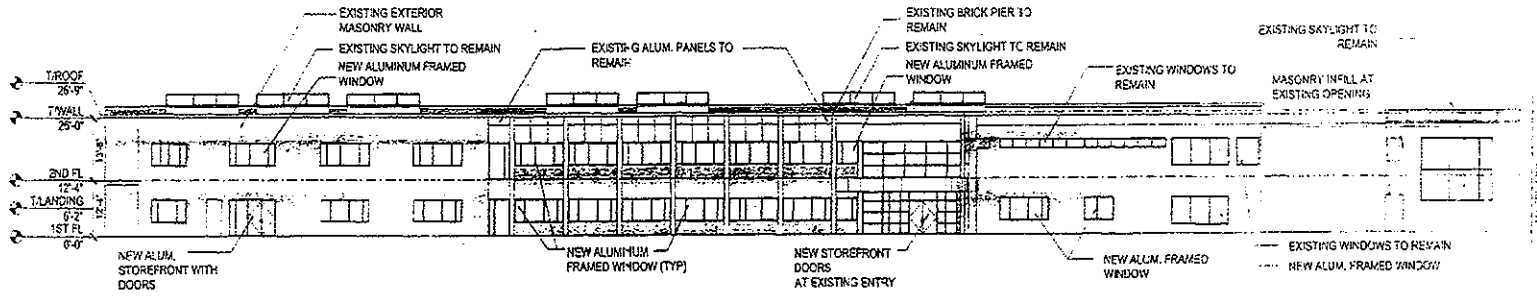 EXISTING EXTERIOR
MASONRY WALL
EXISTING SKYLIGHT TO REMAIN
NEW ALUMINUM FRAMED
WINDOW
EXISTING ALUM. PANELS TO
REMAIN
EXISTING BRICK PIER TO
REMAIN
EXISTING SKYLIGHT TO REMAIN
NEW ALUMINUM FRAMED
WINDOW
EXISTING WINDOWS TO
REMAIN
EXISTING SKYLIGHT TO
REMAIN
MASONRY INFILL AT
EXISTING OPENING
T/ROOF
26'-9"
T/WALL
25'-0"
2ND FL
12'-4"
T/LANDING
6'-2"
1ST FL
0'-0"
12'-4"
NEW ALUM.
STOREFRONT WITH
DOORS
NEW ALUMINUM
FRAMED WINDOW (TYP)
NEW STOREFRONT
DOORS
AT EXISTING ENTRY
NEW ALUM. FRAMED
WINDOW
EXISTING WINDOWS TO REMAIN
NEW ALUM. FRAMED WINDOW